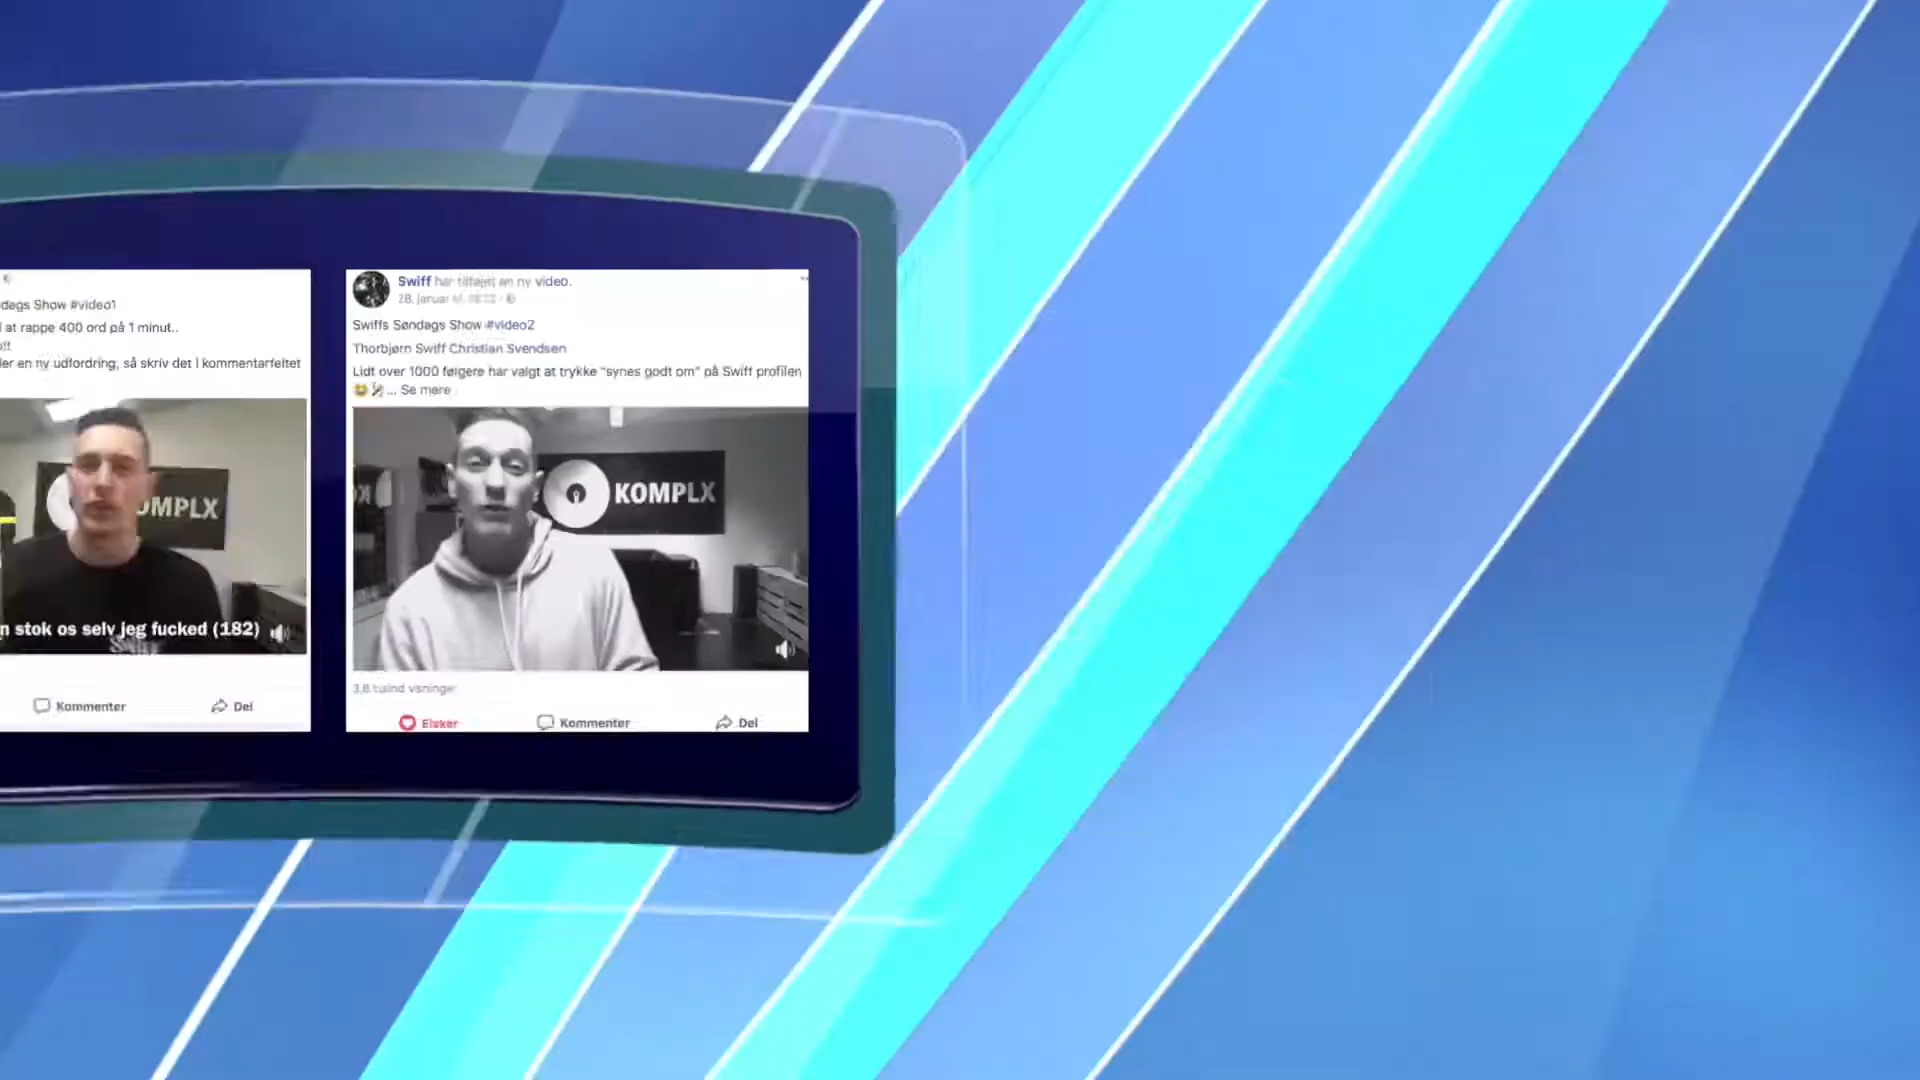 dags Show #video1
at rappe 400 ord på 1 minut..
ler en ny udfordring, så skriv det i kommentarfeltet
OMPLX
n stok os selv jeg fucked (182)
Kommenter
Del
Swiff har tilføjet en ny video.
28. januar
Swiffs Søndags Show #video2
Thorbjørn Swiff Christian Svendsen
Lidt over 1000 følgere har valgt at trykke "synes godt om" på Swiff profilen
... Se mere
KOMPLX
3,8 tusind visninger
Elsker
Kommenter
Del